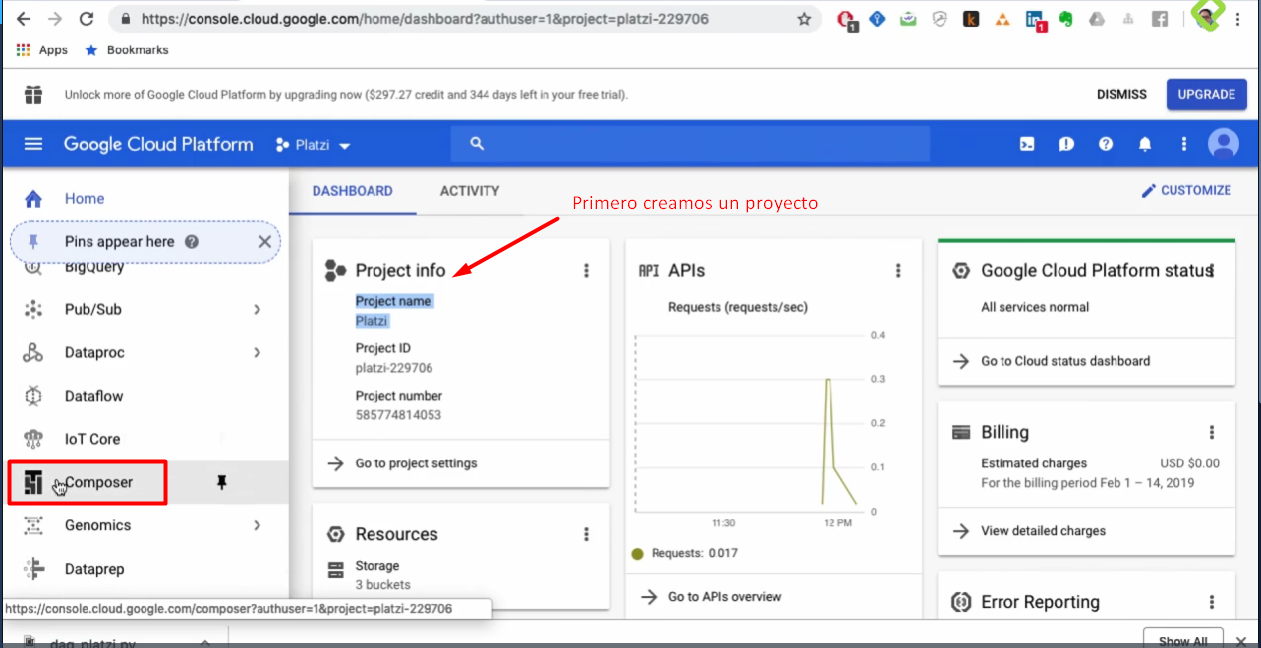 https://console.cloud.google.com/home/dashboard?authuser=1&project=platzi-229706
Apps
Bookmarks
Unlock more of Google Cloud Platform by upgrading now ($297.27 credit and 344 days left in your free trial).
DISMISS
UPGRADE
Google Cloud Platform
Platzi
Home
Pins appear here
BigQuery
Pub/Sub
Dataproc
Dataflow
IoT Core
Composer
Genomics
Dataprep
https://console.cloud.google.com/composer?authuser=1&project=platzi-229706
DASHBOARD
ACTIVITY
CUSTOMIZE
Primero creamos un proyecto
Project info
Project name
Platzi
Project ID
platzi-229706
Project number
585774814053
Go to project settings
Resources
Storage
3 buckets
API APIs
Requests (requests/sec)
0.4
0.3
0.2
0.1
0
11:30
12 PM
Requests: 0.017
Go to APIs overview
Google Cloud Platform status
All services normal
Go to Cloud status dashboard
Billing
Estimated charges
USD $0.00
For the billing period Feb 1 – 14, 2019
View detailed charges
Error Reporting
dag_platzi.py
Show All